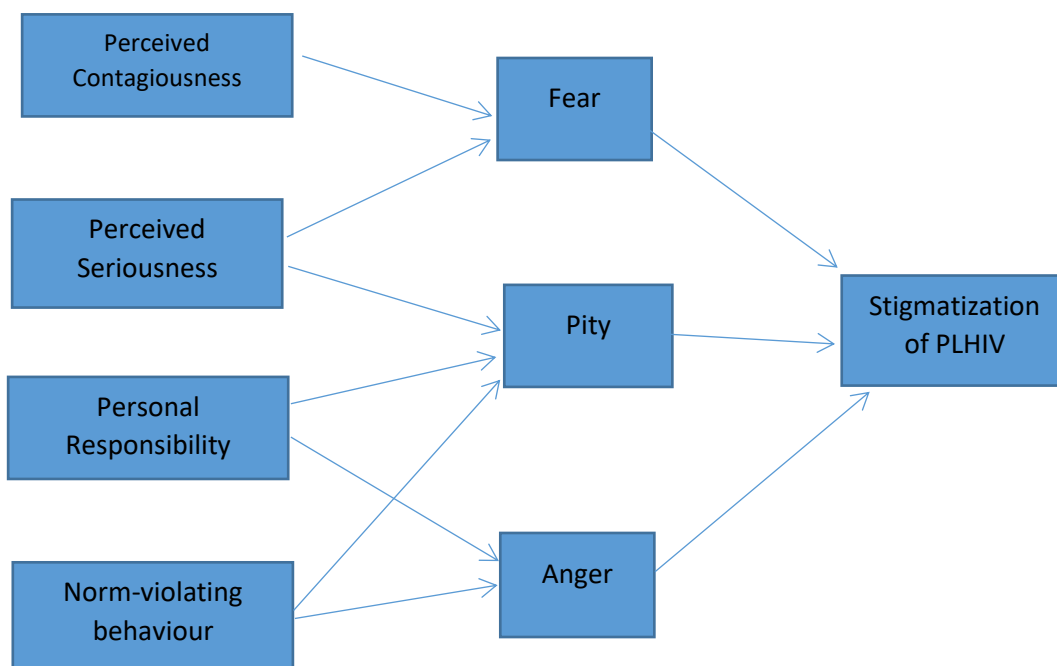 Perceived
Contagiousness
Perceived
Seriousness
Personal
Responsibility
Norm-violating
behaviour
Fear
Pity
Anger
Stigmatization
of PLHIV